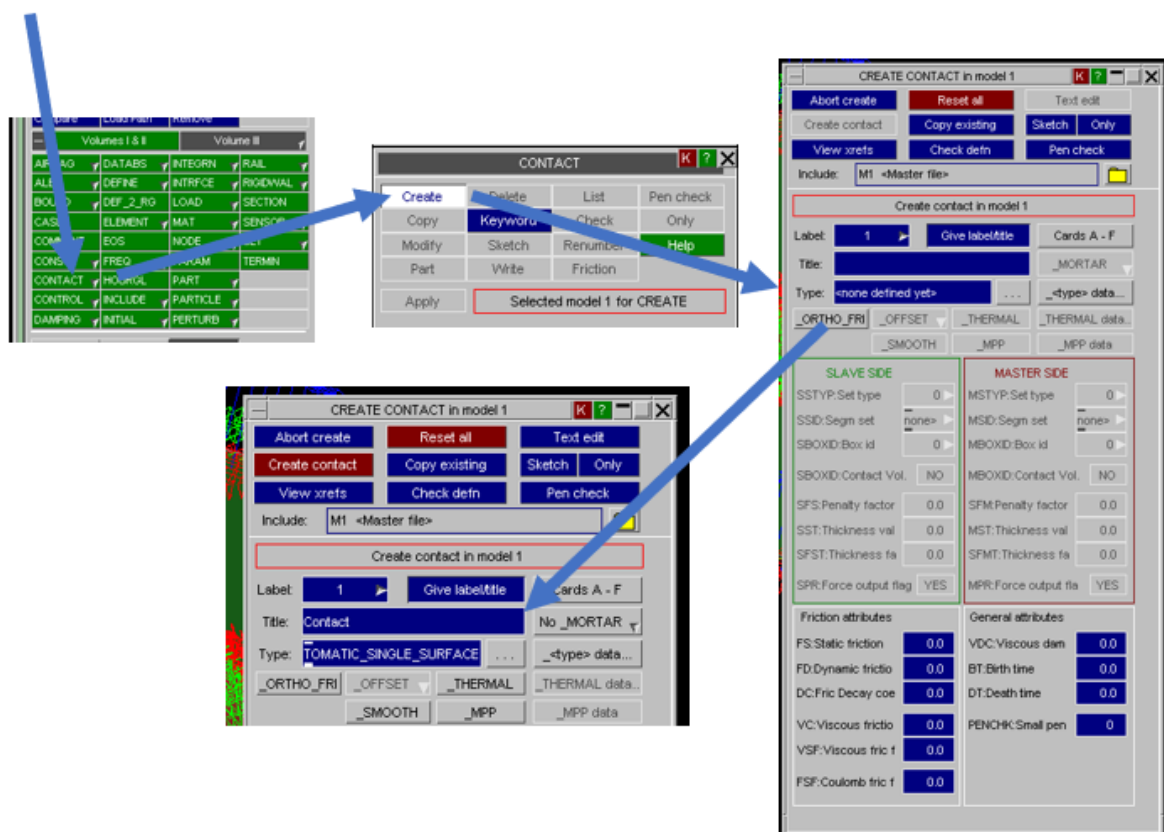 Compare Load Path Remove
Volumes I & II Volume III
DATABS INTEGRN RAIL
DEFINE INTRFCE RIGIDWAL
DEF_2_RG LOAD SECTION
ELEMENT MAT SENSOR
EOS NODE
FREQ TERMIN
CONTACT HOURGL PART
CONTROL INCLUDE PARTICLE
DAMPING INITIAL PERTURB
CONTACT K ?
Create Delete List Pen check
Copy Keyword Check Only
Modify Sketch Renumber Help
Part Write Friction
Apply Selected model 1 for CREATE
CREATE CONTACT in model 1 K ?
Abort create Reset all Text edit
Create contact Copy existing Sketch Only
View xrefs Check defn Pen check
Include: M1 <Master file>
Create contact in model 1
Label: 1 Give label/title Cards A - F
Title: _MORTAR
Type: <none defined yet> ... _<type> data...
_ORTHO_FRI _OFFSET _THERMAL _THERMAL data..
_SMOOTH _MPP _MPP data
SLAVE SIDE MASTER SIDE
SSTYP:Set type 0 MSTYP:Set type 0
SSID:Segm set none> MSID:Segm set none>
SBOXID:Box id 0 MBOXID:Box id 0
SBOXID:Contact Vol. NO MBOXID:Contact Vol. NO
SFS:Penalty factor 0.0 SFM:Penalty factor 0.0
SST:Thickness val 0.0 MST:Thickness val 0.0
SFST:Thickness fa 0.0 SFMT:Thickness fa 0.0
SPR:Force output flag YES MPR:Force output fla YES
Friction attributes General attributes
FS:Static friction 0.0 VDC:Viscous dam 0.0
FD:Dynamic frictio 0.0 BT:Birth time 0.0
DC:Fric Decay coe 0.0 DT:Death time 0.0
VC:Viscous frictio 0.0 PENCHK:Small pen 0
VSF:Viscous fric f 0.0
FSF:Coulomb fric f 0.0
CREATE CONTACT in model 1 K ?
Abort create Reset all Text edit
Create contact Copy existing Sketch Only
View xrefs Check defn Pen check
Include: M1 <Master file>
Create contact in model 1
Label: 1 Give label/title Cards A - F
Title: Contact No _MORTAR
Type: TOMATIC_SINGLE_SURFACE ... _<type> data...
_ORTHO_FRI _OFFSET _THERMAL _THERMAL data..
_SMOOTH _MPP _MPP data